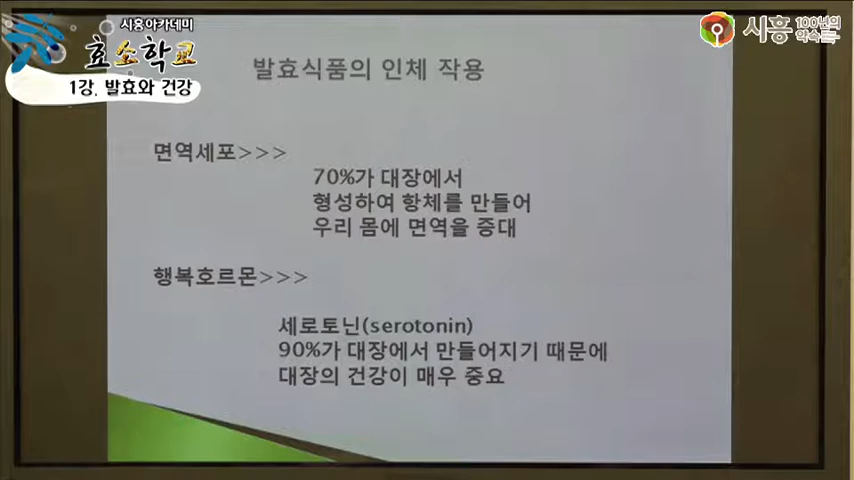 시흥아카데미
효소학교
1강. 발효와 건강
시흥 100년의
약속
발효식품의 인체 작용
면역세포>>>
70%가 대장에서
형성하여 항체를 만들어
우리 몸에 면역을 증대
행복호르몬>>>
세로토닌(serotonin)
90%가 대장에서 만들어지기 때문에
대장의 건강이 매우 중요